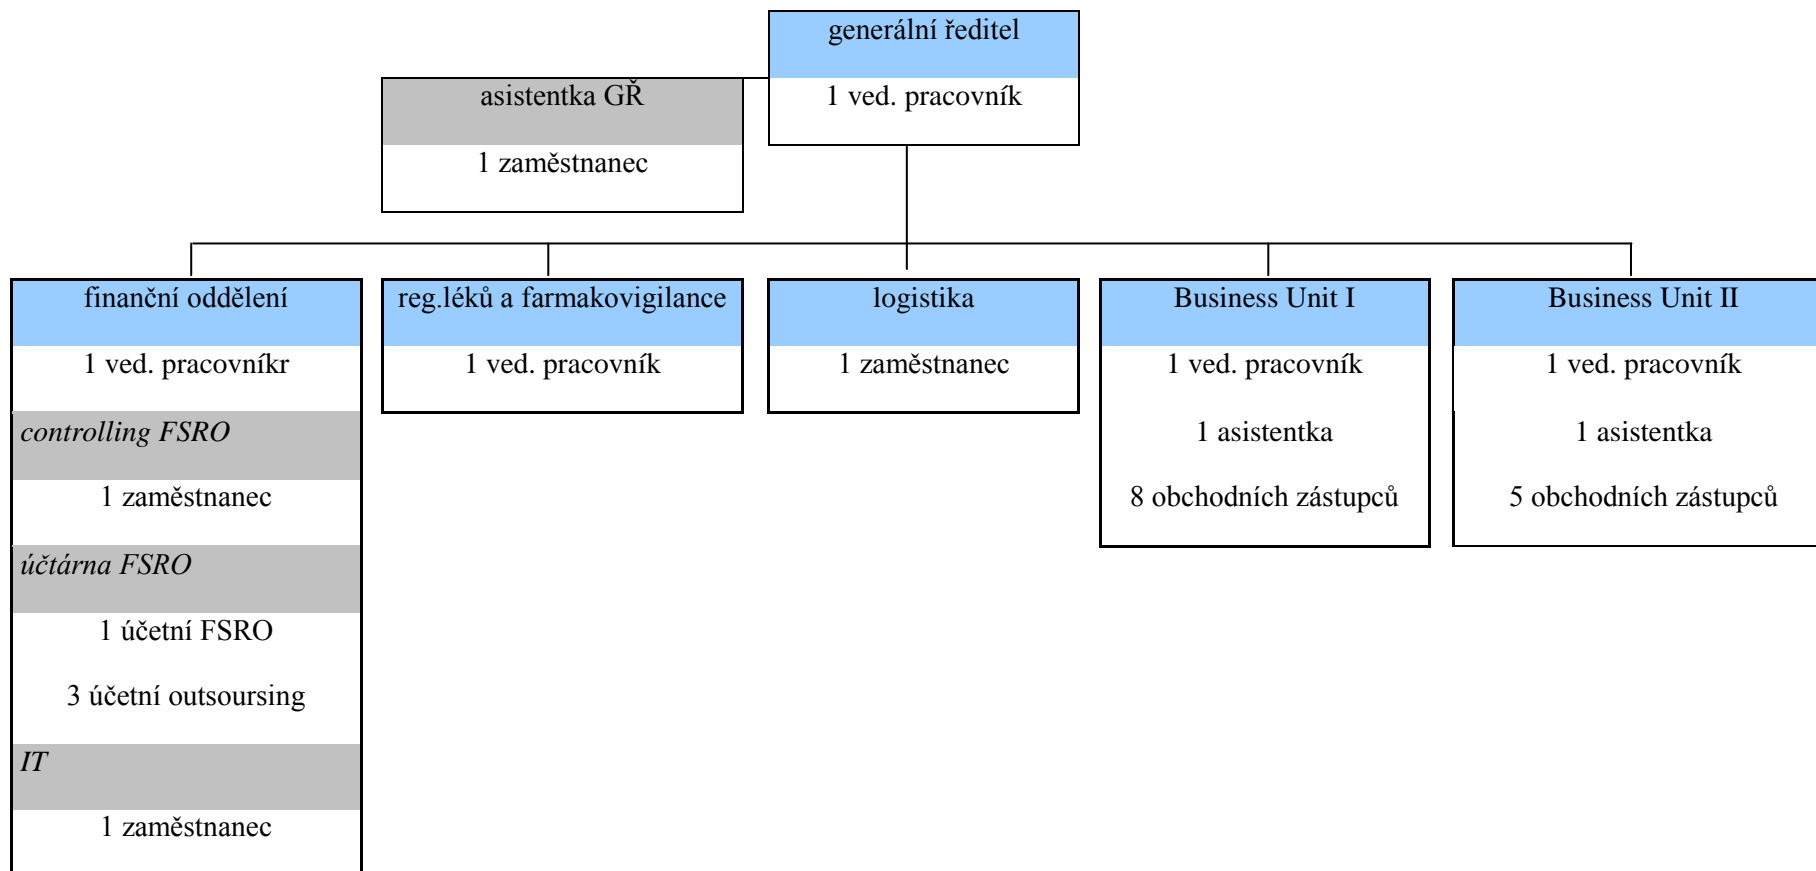 generální ředitel
1 ved. pracovník
asistentka GŘ
1 zaměstnanec
finanční oddělení
1 ved. pracovníkr
controlling FSRO
1 zaměstnanec
účtárna FSRO
1 účetní FSRO
3 účetní outsoursing
IT
1 zaměstnanec
reg.léků a farmakovigilance
1 ved. pracovník
logistika
1 zaměstnanec
Business Unit I
1 ved. pracovník
1 asistentka
8 obchodních zástupců
Business Unit II
1 ved. pracovník
1 asistentka
5 obchodních zástupců